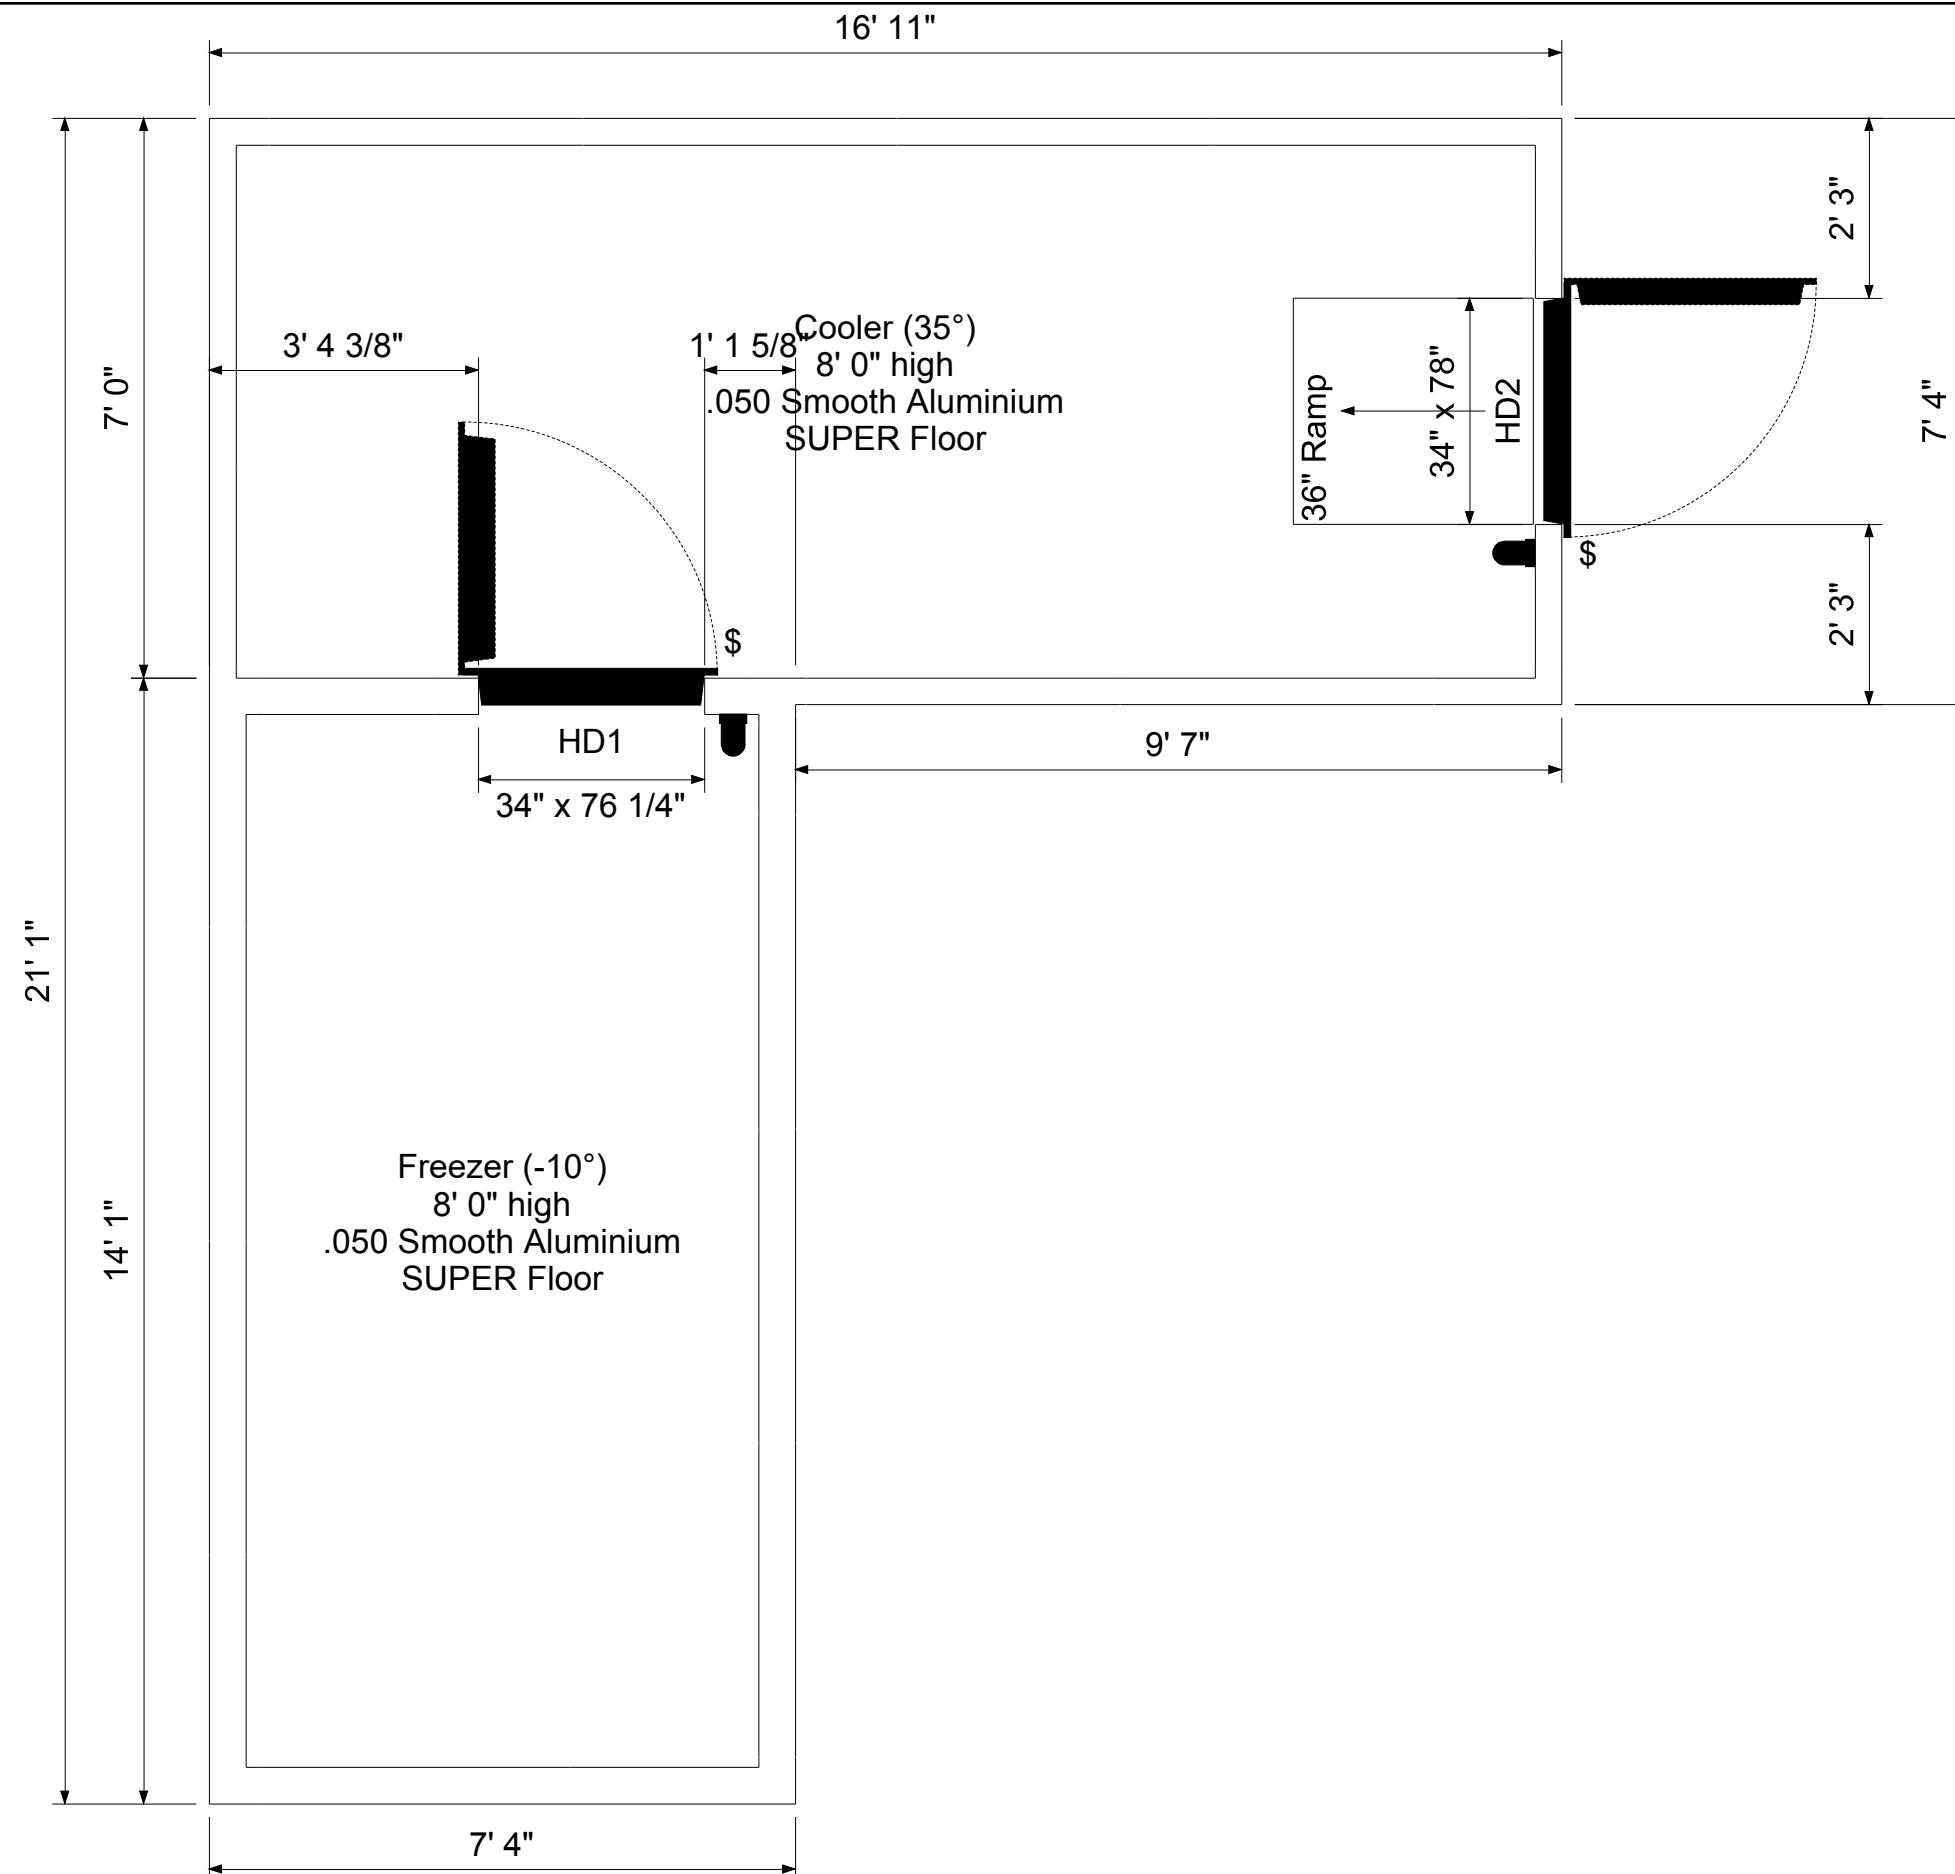 16' 11"
2' 3"
7' 0"
3' 4 3/8"
1' 1 5/8"
Cooler (35°)
8' 0" high
.050 Smooth Aluminium
SUPER Floor
36" Ramp
34" x 78"
HD2
7' 4"
$
2' 3"
$
HD1
34" x 76 1/4"
9' 7"
21' 1"
14' 1"
Freezer (-10°)
8' 0" high
.050 Smooth Aluminium
SUPER Floor
7' 4"